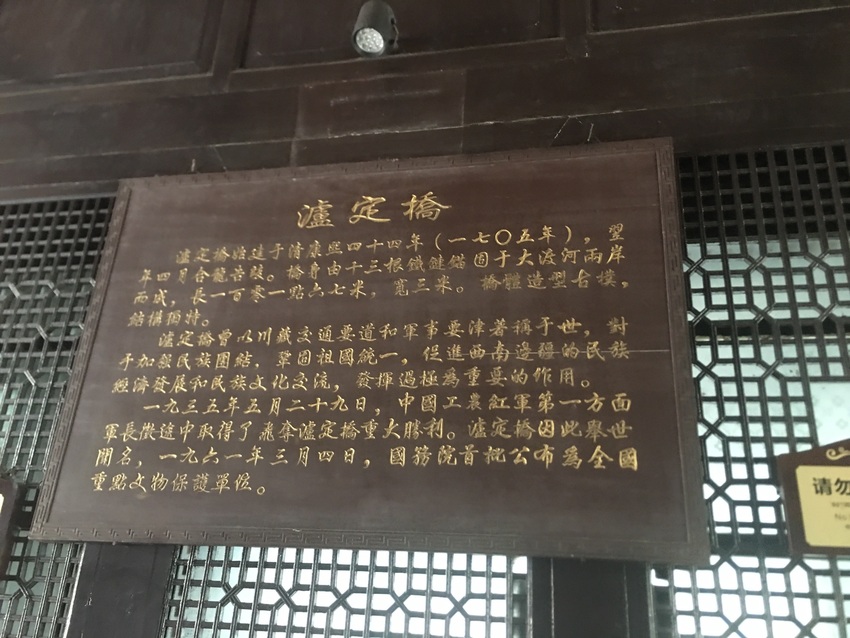 瀘定橋
瀘定橋始造于清康熙四十四年（一七〇五年），翌
年四月合龍告竣。橋身由十三根鐵鏈錨固于大渡河兩岸
而成，長一百零一點六七米，寬三米。橋體造型古樸，
結構獨特。
瀘定橋曾以川藏交通要道和軍事要津著稱于世，對
于加强民族團結，鞏固祖國統一，促進西南邊疆的民族
經濟發展和民族文化交流，發揮過極為重要的作用。
一九三五年五月二十九日，中國工農紅軍第一方面
軍長徵途中取得了飛奪瀘定橋重大勝利。瀘定橋因此舉世
聞名，一九六一年三月四日，國務院首批公布為全國
重點文物保護單位。
请勿